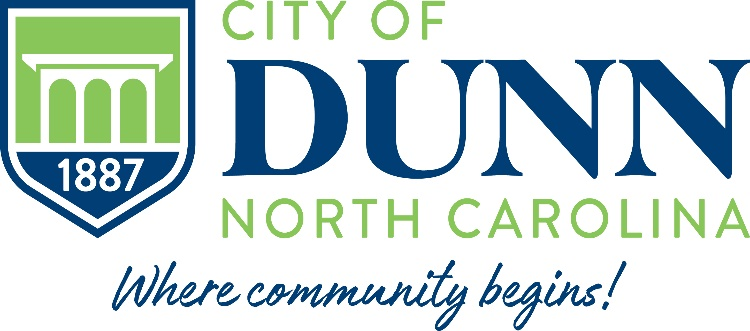 CITY OF
DUNN
1887
NORTH CAROLINA
Where community begins!